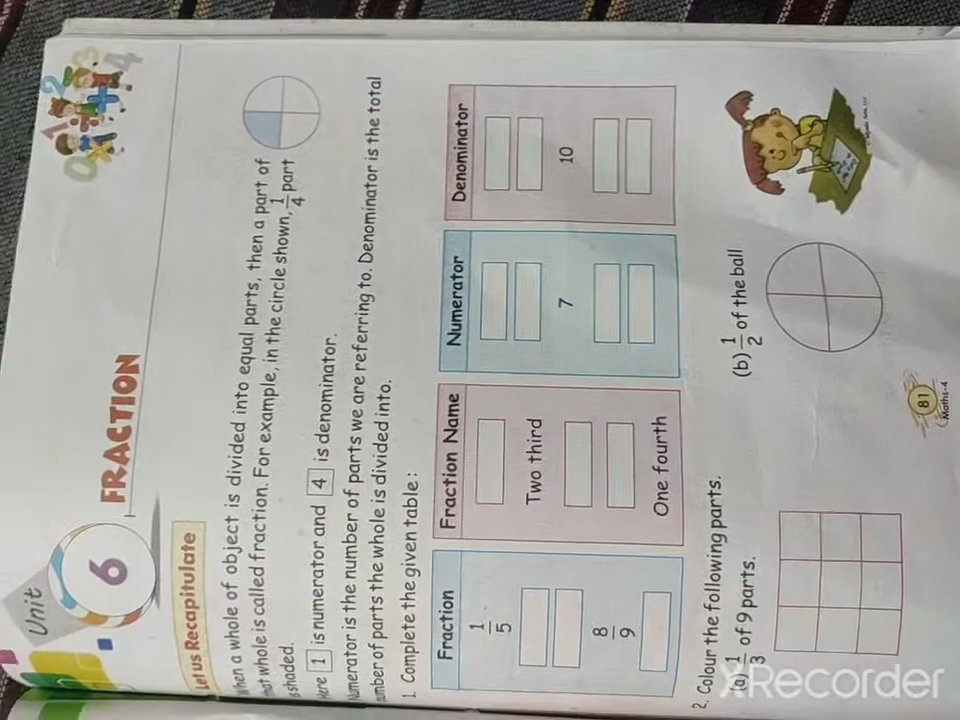 Unit
6
FRACTION
Let us Recapitulate
When a whole of object is divided into equal parts, then a part of
that whole is called fraction. For example, in the circle shown, 1/4 part
is shaded.
Here 1 is numerator and 4 is denominator.
Numerator is the number of parts we are referring to. Denominator is the total
number of parts the whole is divided into.
1. Complete the given table :
Fraction Fraction Name Numerator Denominator
1/5
Two third
7 10
8/9
One fourth
2. Colour the following parts.
(a) 1/3 of 9 parts. (b) 1/2 of the ball
81
Maths-4
XRecorder